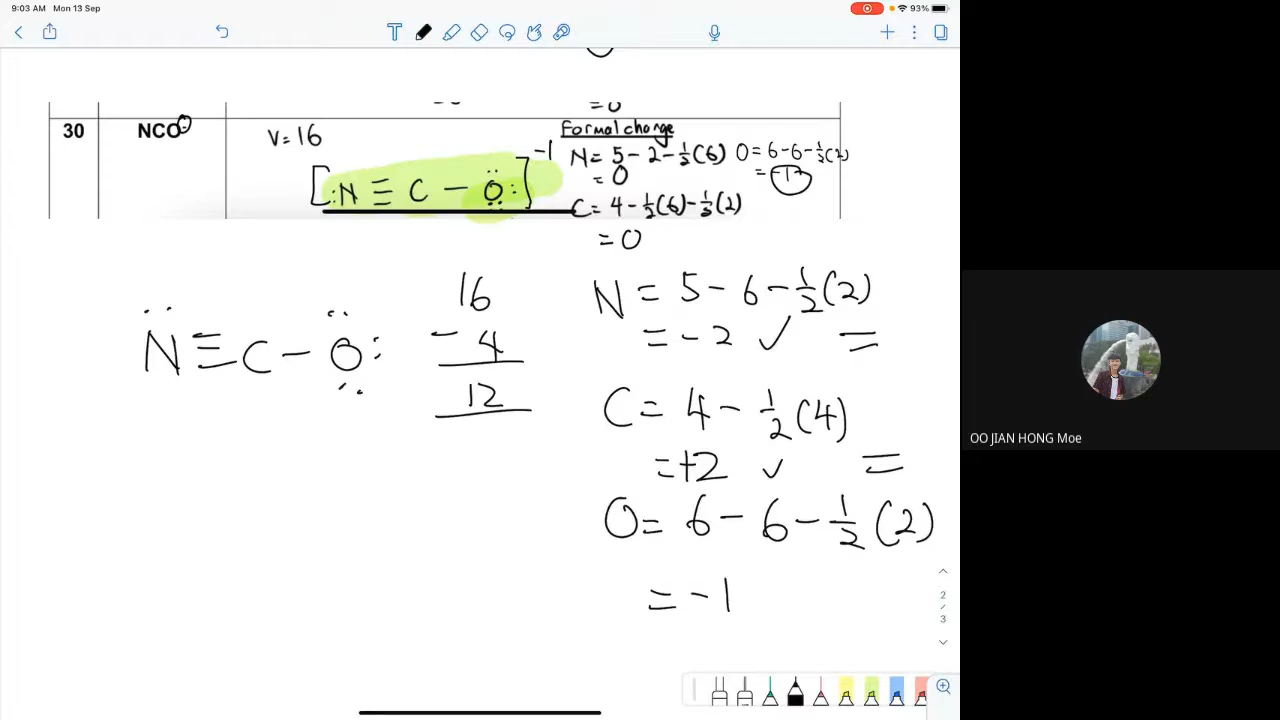 9:03 AM Mon 13 Sep
93%
= 0
30
NCO⊖
V = 16
[:N ≡ C — Ö:]
-1
Formal charge
N = 5 - 2 - ½(6)
= 0
O = 6 - 6 - ½(2)
= -1
C = 4 - ½(6) - ½(2)
= 0
N ≡ C — O
16
- 4
12
N = 5 - 6 - ½(2)
= -2 ✓ =
C = 4 - ½(4)
= +2 ✓ =
O = 6 - 6 - ½(2)
= -1
2
/
3
OO JIAN HONG Moe